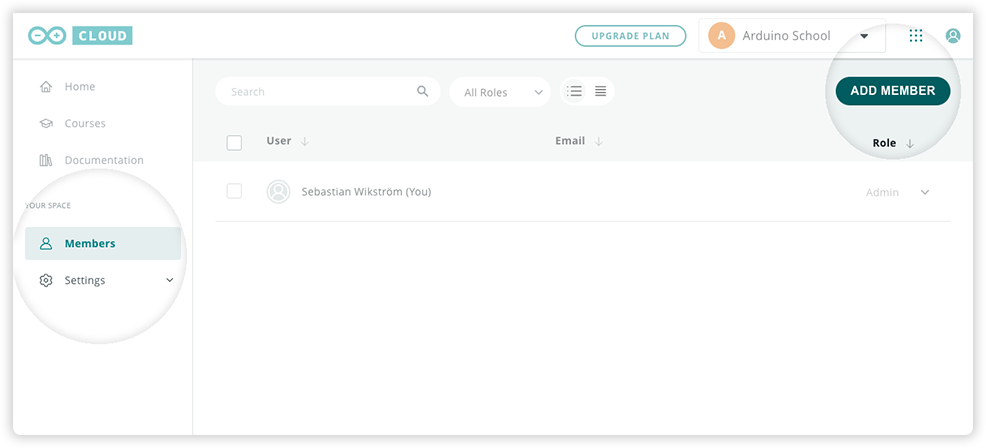 CLOUD
UPGRADE PLAN
A
Arduino School
Home
Courses
Documentation
YOUR SPACE
Members
Settings
Search
All Roles
ADD MEMBER
User
Email
Role
Sebastian Wikström (You)
Admin